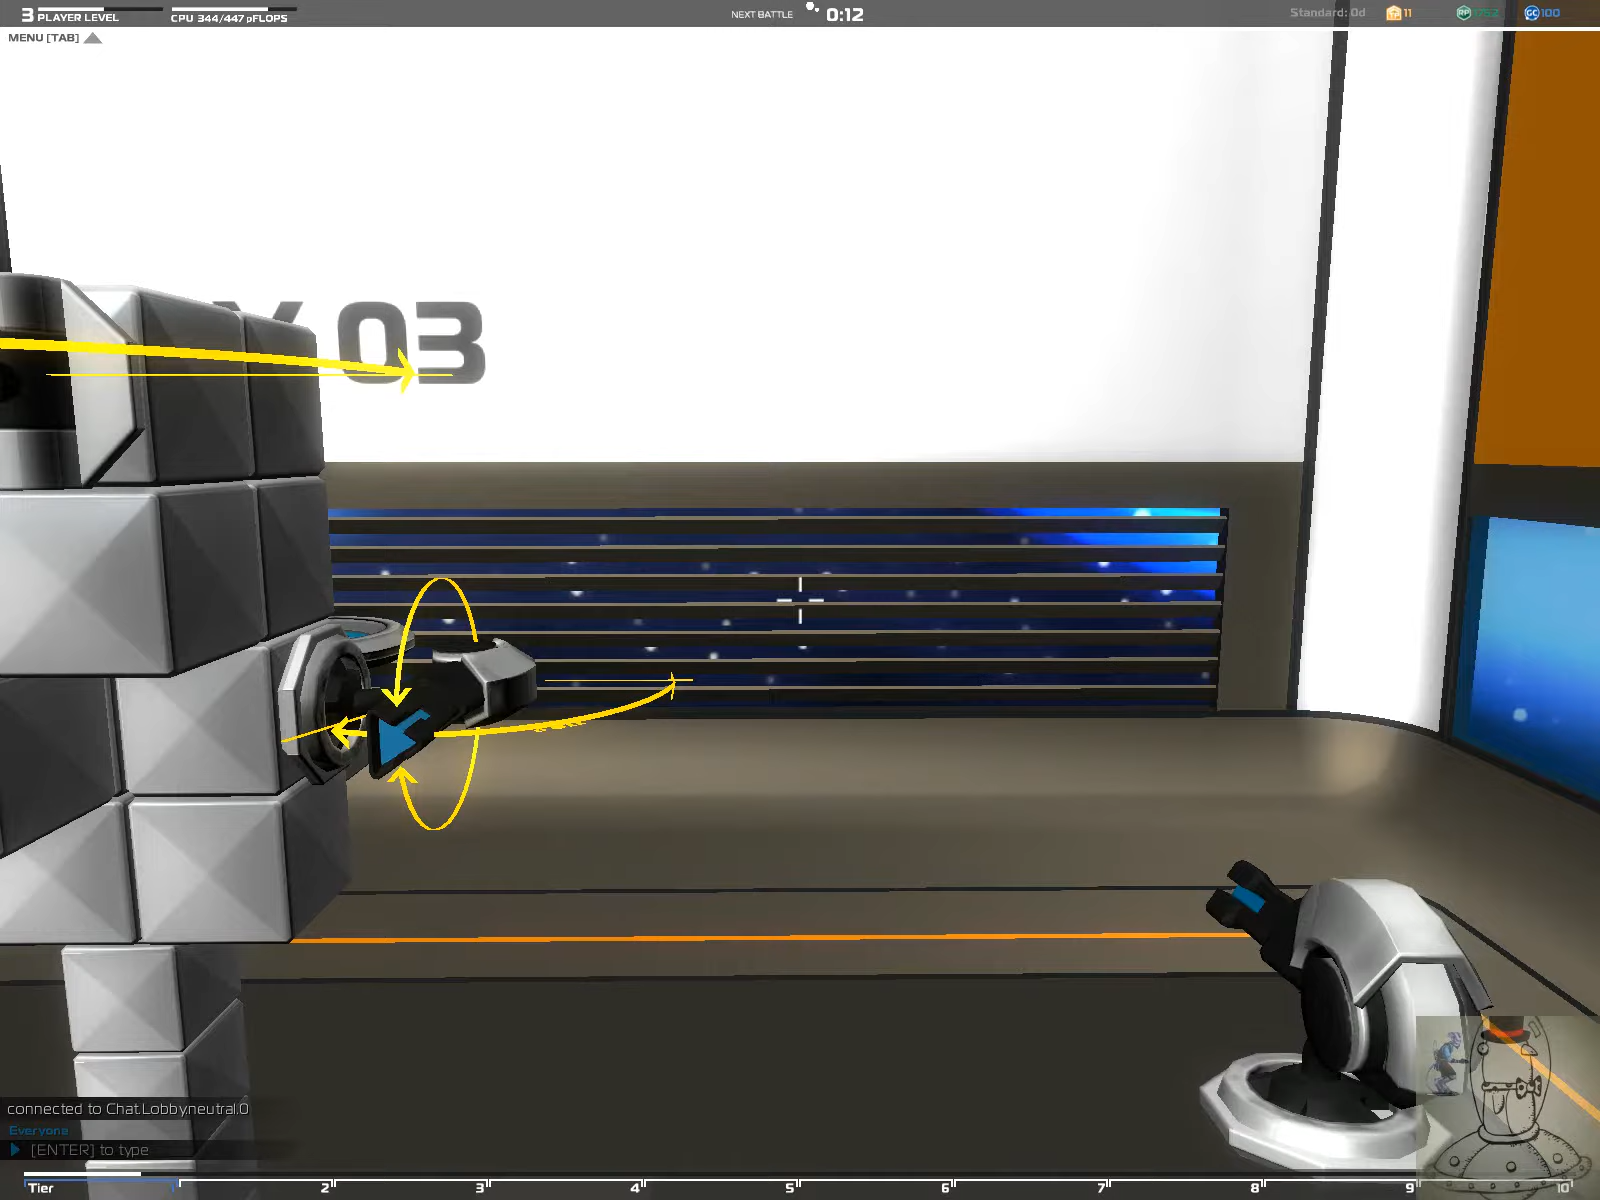 3 PLAYER LEVEL
CPU 344/447 pFLOPS
NEXT BATTLE 0:12
Standard: 0d
11
RP
GC 100
MENU [TAB]
03
connected to Chat.Lobby.neutral.0
Everyone
[ENTER] to type
Tier 2 3 4 5 6 7 8 9 10